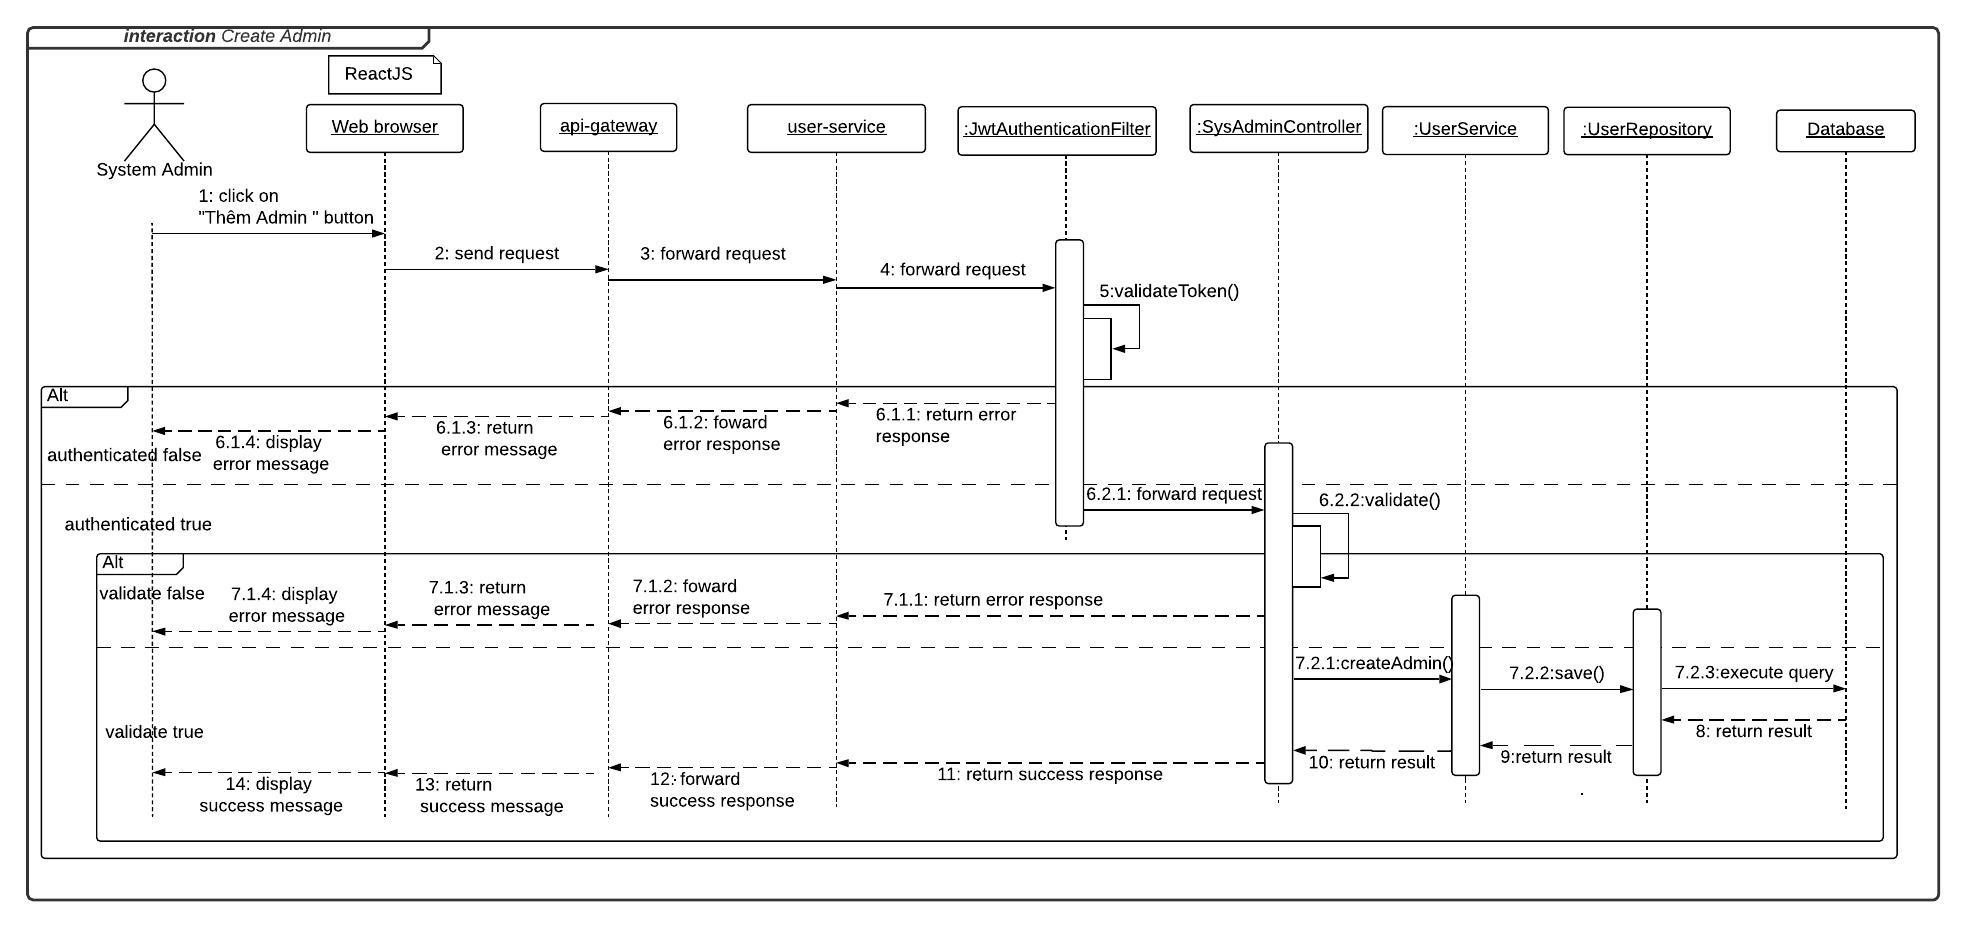 interaction Create Admin
ReactJS
System Admin
Web browser
api-gateway
user-service
:JwtAuthenticationFilter
:SysAdminController
:UserService
:UserRepository
Database
1: click on
"Thêm Admin " button
2: send request
3: forward request
4: forward request
5:validateToken()
Alt
6.1.1: return error
response
6.1.2: foward
error response
6.1.3: return
error message
6.1.4: display
error message
authenticated false
6.2.1: forward request
6.2.2:validate()
authenticated true
Alt
validate false
7.1.4: display
error message
7.1.3: return
error message
7.1.2: foward
error response
7.1.1: return error response
7.2.1:createAdmin()
7.2.2:save()
7.2.3:execute query
validate true
8: return result
9:return result
10: return result
11: return success response
12: forward
success response
13: return
success message
14: display
success message